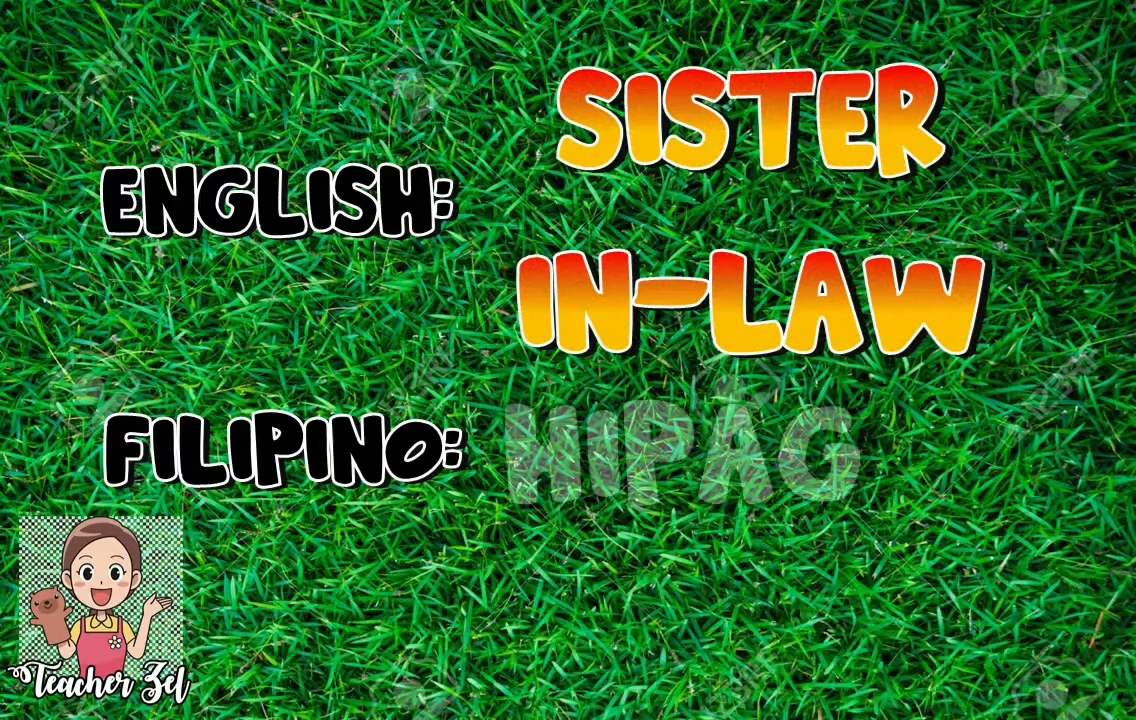 SISTER
ENGLISH:
IN-LAW
FILIPINO: HIPAG
Teacher Zel